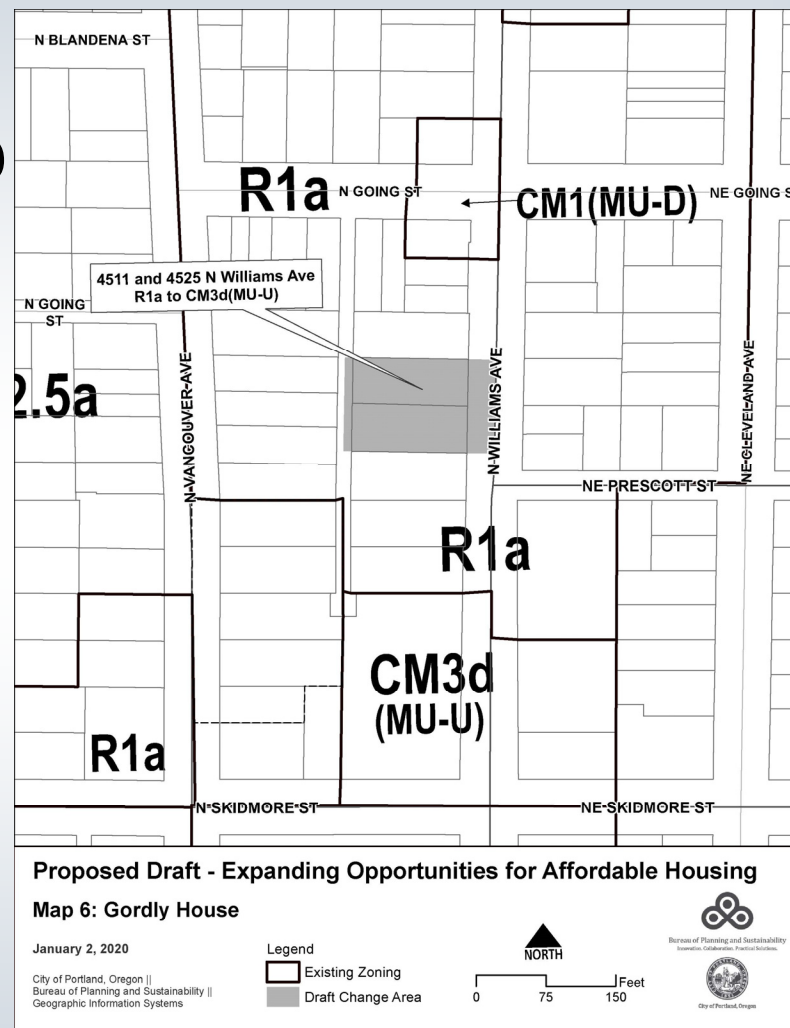 N BLANDENA ST
R1a
N GOING ST
CM1(MU-D)
NE GOING S
4511 and 4525 N Williams Ave
R1a to CM3d(MU-U)
N GOING
ST
2.5a
N VANCOUVER AVE
N WILLIAMS AVE
NE CLEVELAND AVE
NE PRESCOTT ST
R1a
CM3d
(MU-U)
R1a
N SKIDMORE ST
NE SKIDMORE ST
Proposed Draft - Expanding Opportunities for Affordable Housing
Map 6: Gordly House
January 2, 2020
City of Portland, Oregon ||
Bureau of Planning and Sustainability ||
Geographic Information Systems
Legend
Existing Zoning
Draft Change Area
NORTH
Feet
0 75 150
Bureau of Planning and Sustainability
Innovation. Collaboration. Practical Solutions.
City of Portland, Oregon